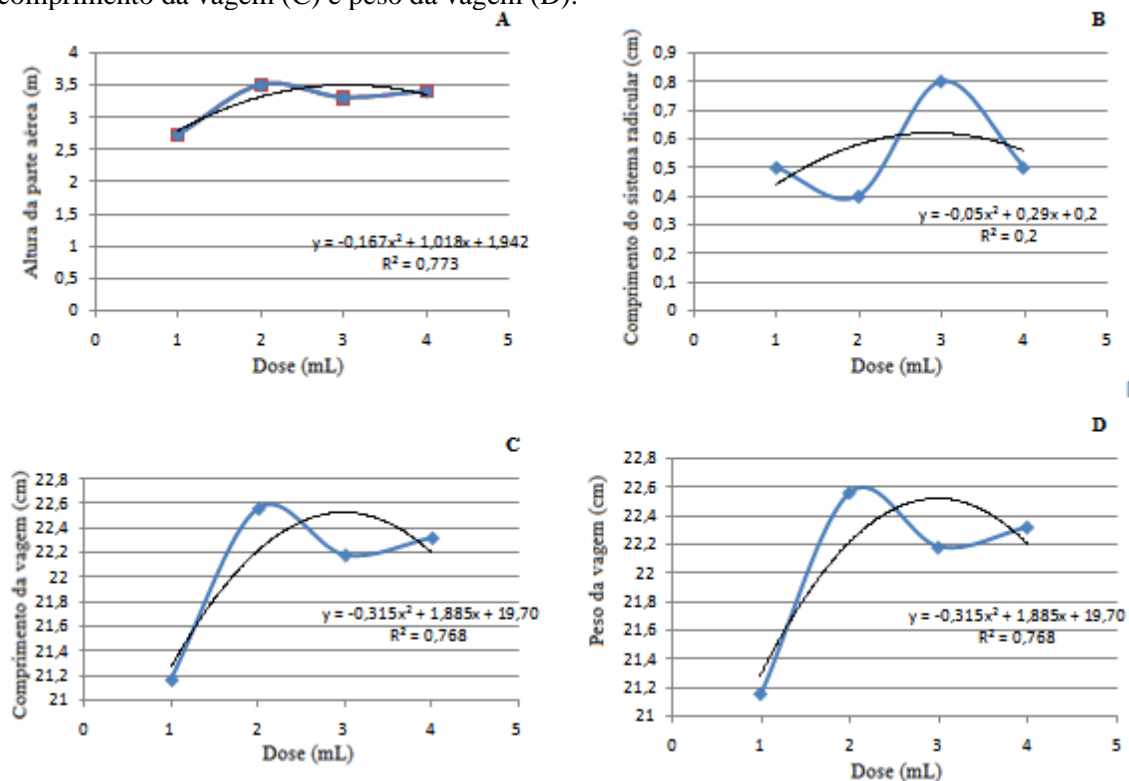 comprimento da vagem (C) e peso da vagem (D).
A
Altura da parte aérea (m)
4
3,5
3
2,5
2
1,5
1
0,5
0
y = -0,167x² + 1,018x + 1,942
R² = 0,773
0 1 2 3 4 5
Dose (mL)
B
Comprimento do sistema radicular (cm)
0,9
0,8
0,7
0,6
0,5
0,4
0,3
0,2
0,1
0
y = -0,05x² + 0,29x + 0,2
R² = 0,2
0 1 2 3 4 5
Dose (mL)
C
Comprimento da vagem (cm)
22,8
22,6
22,4
22,2
22
21,8
21,6
21,4
21,2
21
y = -0,315x² + 1,885x + 19,70
R² = 0,768
0 1 2 3 4 5
Dose (mL)
D
Peso da vagem (cm)
22,8
22,6
22,4
22,2
22
21,8
21,6
21,4
21,2
21
y = -0,315x² + 1,885x + 19,70
R² = 0,768
0 1 2 3 4 5
Dose (mL)